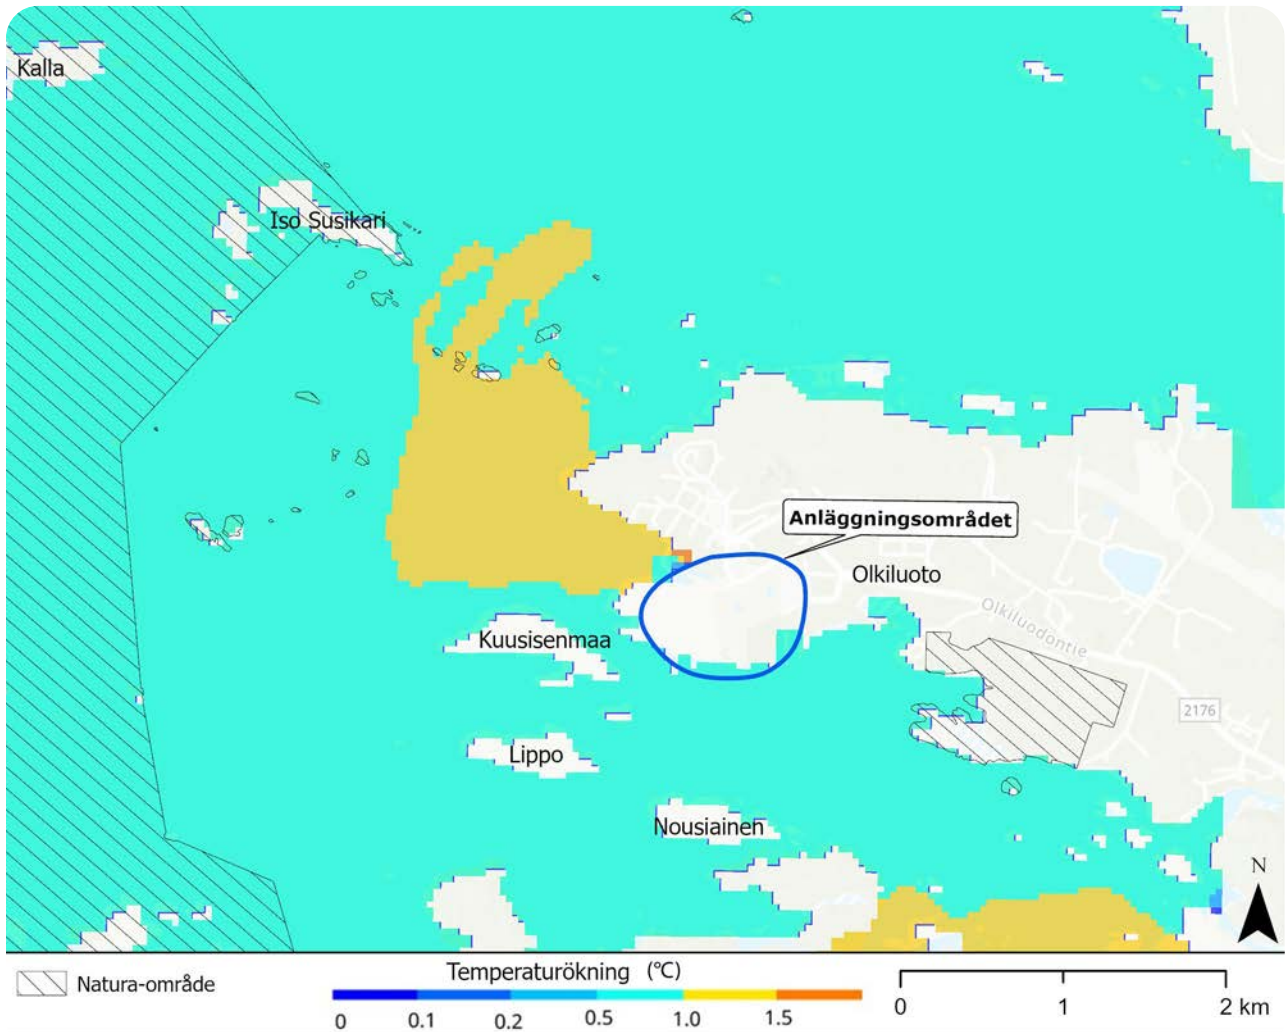 Kalla
Iso Susikari
Anläggningsområdet
Olkiluoto
Olkiluodontie
Kuusisenmaa
2176
Lippo
Nousiainen
N
Natura-område
Temperaturökning (°C)
0 0.1 0.2 0.5 1.0 1.5
0 1 2 km